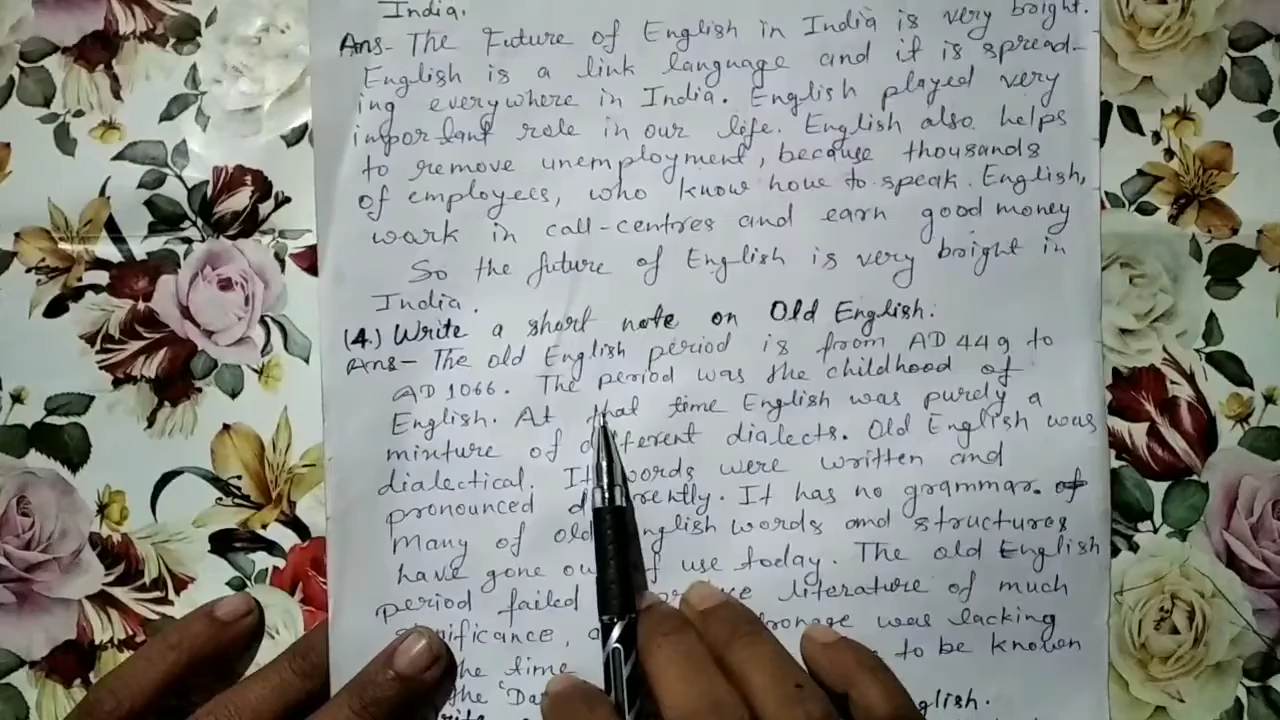 India.
Ans- The Future of English in India is very bright.
English is a link language and it is spread-
ing everywhere in India. English played very
important role in our life. English also helps
to remove unemployment, because thousands
of employees, who know how to speak English,
work in call-centres and earn good money
So the future of English is very bright in
India.
(4.) Write a short note on Old English.
Ans- The old English period is from AD 449 to
AD 1066. The period was the childhood of
English. At that time English was purely a
mixture of different dialects. Old English was
dialectical. It words were written and
pronounced. It has no grammar. of
Many of old words and structures
have gone use today. The old English
period failed literature of much
was lacking
the time to be known
the